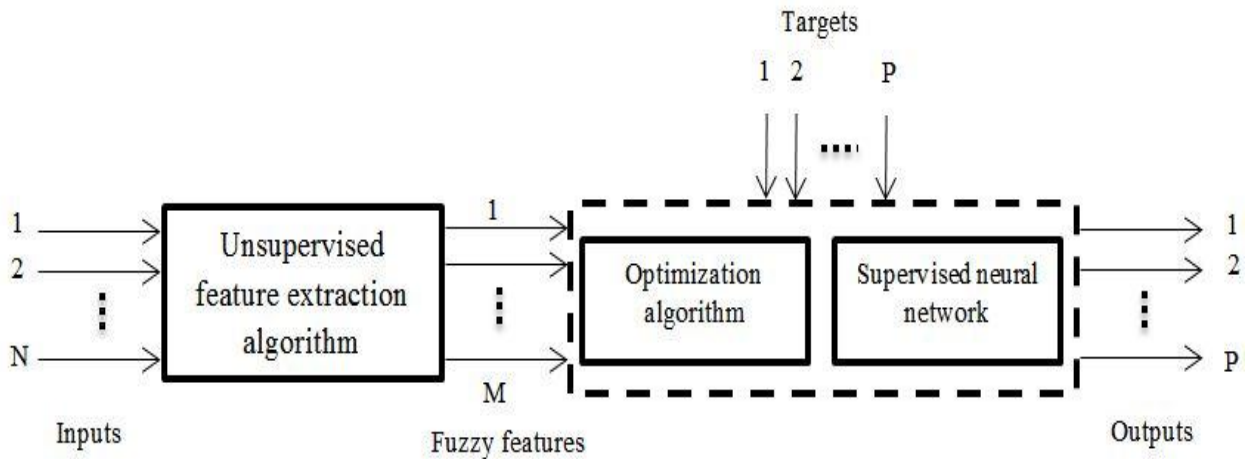 Targets
1 2 P
1
2
N
Inputs
Unsupervised
feature extraction
algorithm
1
M
Fuzzy features
Optimization
algorithm
Supervised neural
network
1
2
P
Outputs